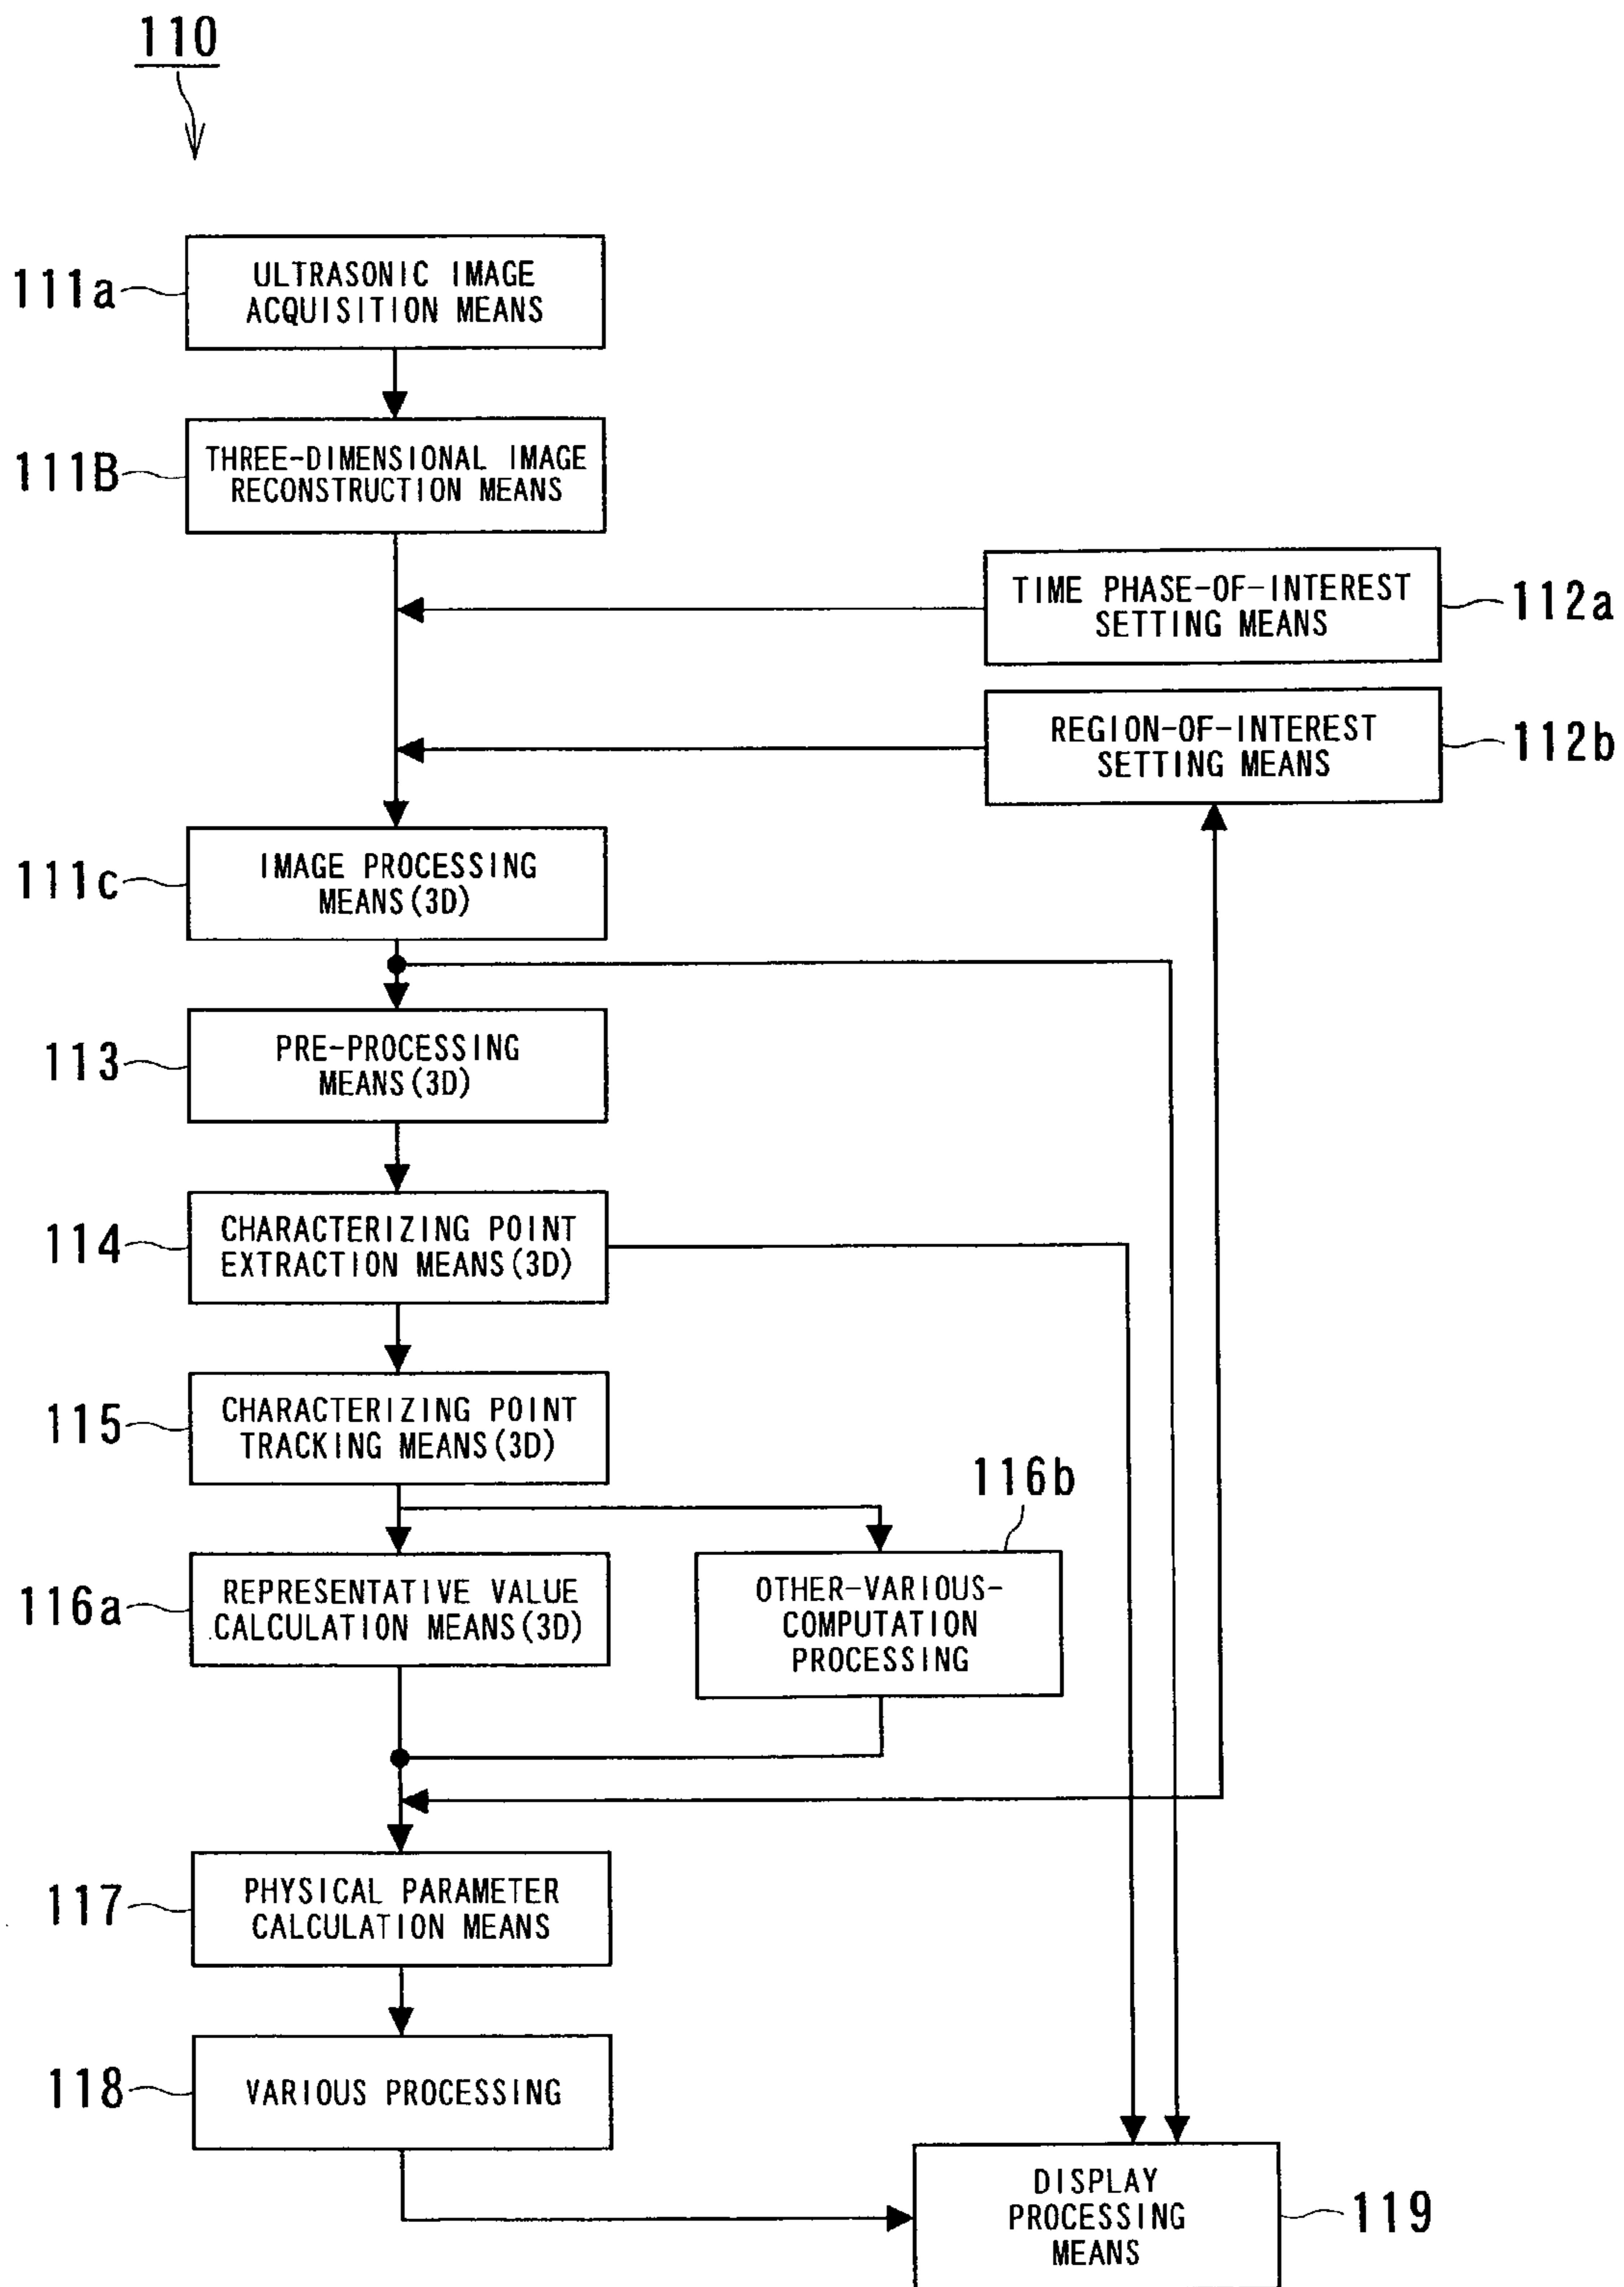 110
111a
ULTRASONIC IMAGE
ACQUISITION MEANS
111B
THREE-DIMENSIONAL IMAGE
RECONSTRUCTION MEANS
TIME PHASE-OF-INTEREST
SETTING MEANS
112a
REGION-OF-INTEREST
SETTING MEANS
112b
111c
IMAGE PROCESSING
MEANS(3D)
113
PRE-PROCESSING
MEANS(3D)
114
CHARACTERIZING POINT
EXTRACTION MEANS(3D)
115
CHARACTERIZING POINT
TRACKING MEANS(3D)
116a
REPRESENTATIVE VALUE
CALCULATION MEANS(3D)
116b
OTHER-VARIOUS-
COMPUTATION
PROCESSING
117
PHYSICAL PARAMETER
CALCULATION MEANS
118
VARIOUS PROCESSING
DISPLAY
PROCESSING
MEANS
119